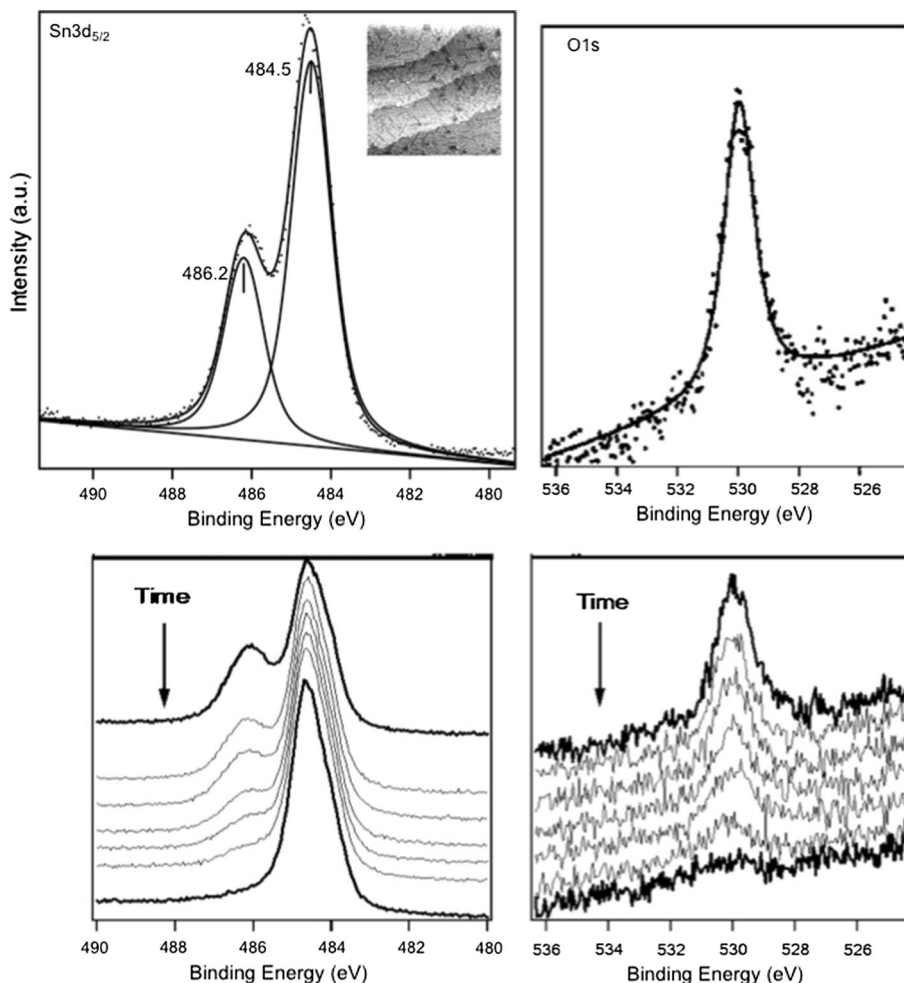 Sn3d5/2
484.5
486.2
Intensity (a.u.)
490 488 486 484 482 480
Binding Energy (eV)
O1s
536 534 532 530 528 526
Binding Energy (eV)
Time
490 488 486 484 482 480
Binding Energy (eV)
Time
536 534 532 530 528 526
Binding Energy (eV)